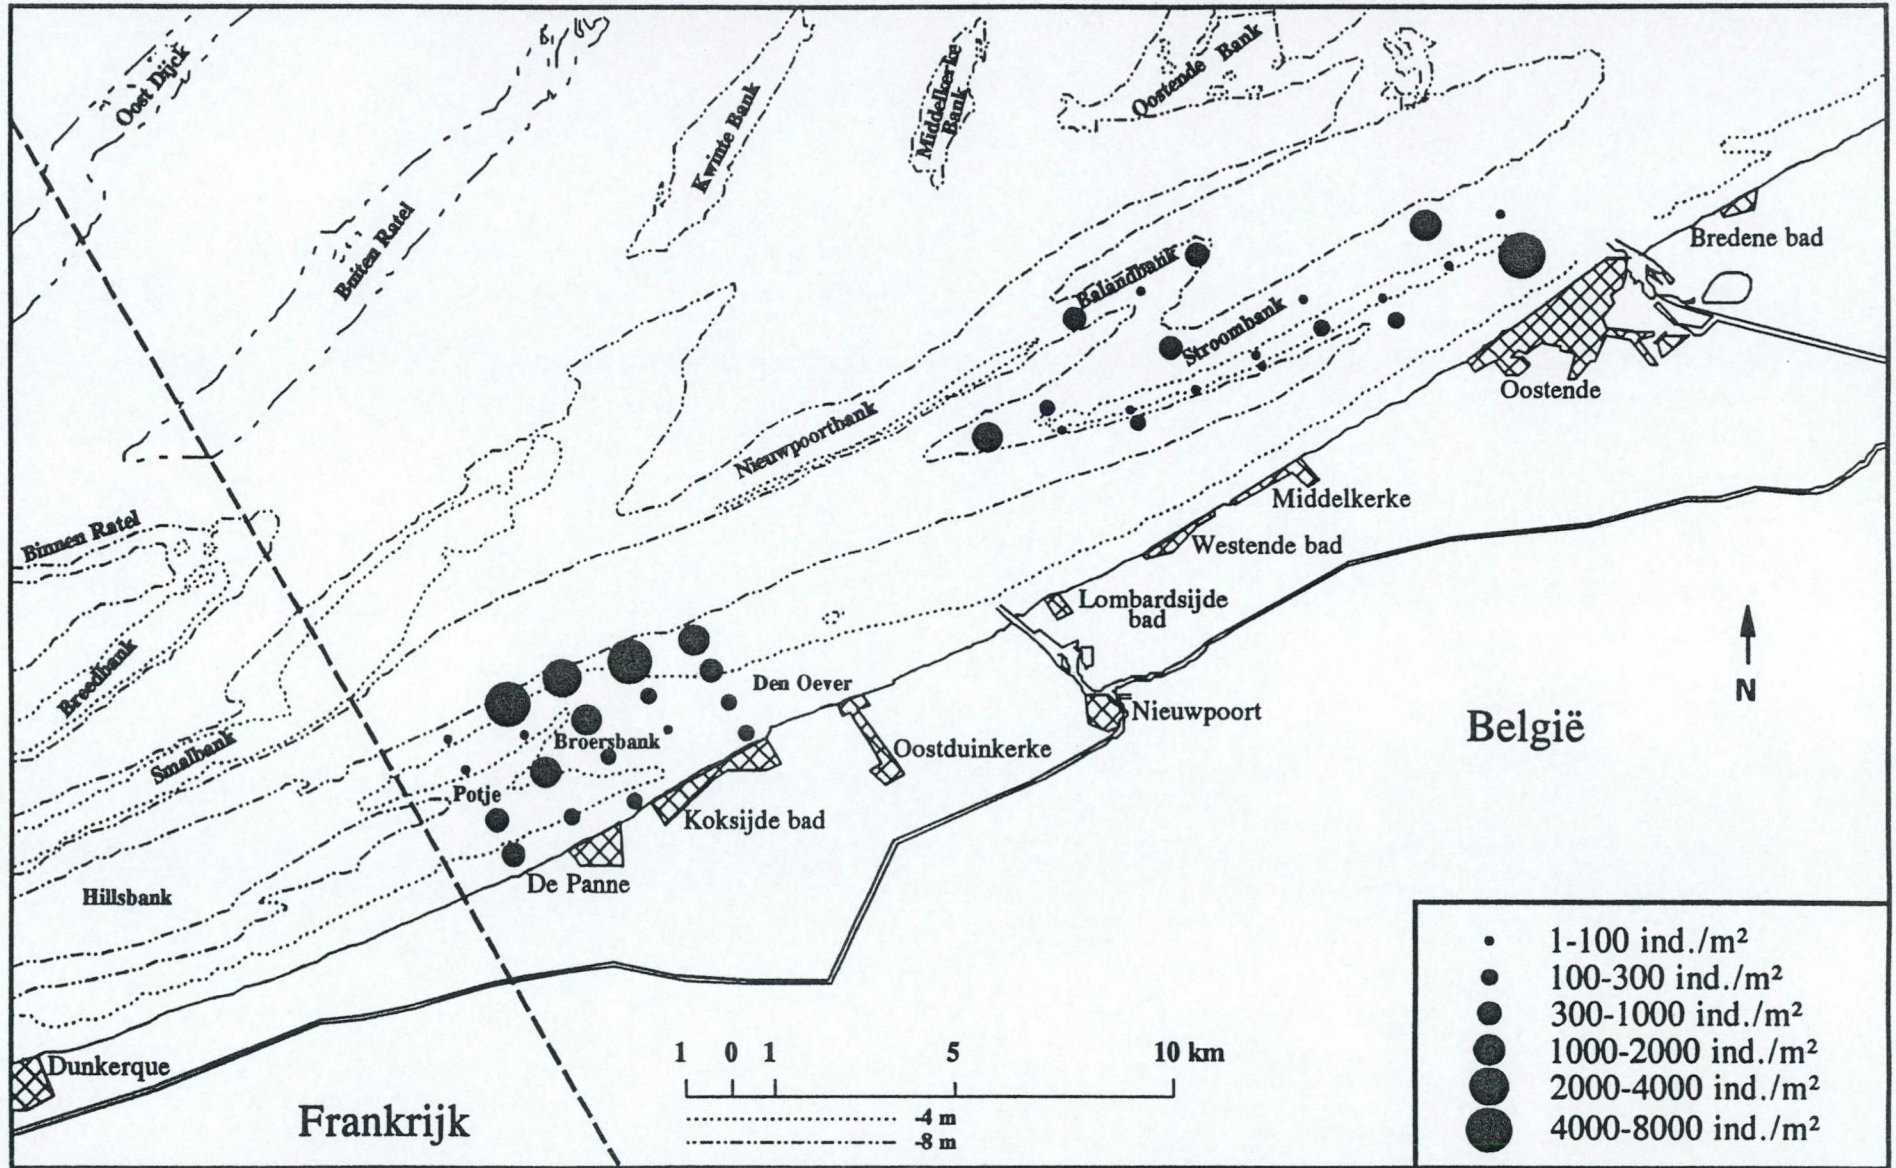 Oost Dijck
Buiten Ratel
Kwinte Bank
Middelkerke
Bank
Oostende Bank
Bredene bad
Balandbank
Stroombank
Oostende
Nieuwpoortbank
Middelkerke
Westende bad
Binnen Ratel
Lombardsijde
bad
Breedbank
Den Oever
Nieuwpoort
N
België
Smalbank
Broersbank
Oostduinkerke
Potje
Koksijde bad
De Panne
Hillsbank
Dunkerque
Frankrijk
1 0 1 5 10 km
-4 m
-8 m
1-100 ind./m²
100-300 ind./m²
300-1000 ind./m²
1000-2000 ind./m²
2000-4000 ind./m²
4000-8000 ind./m²